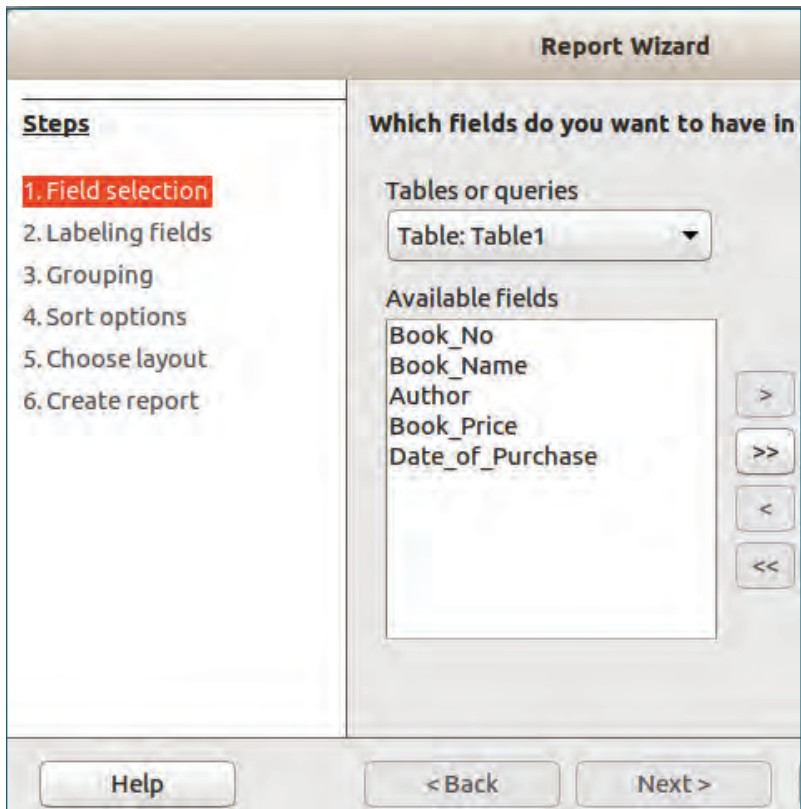 Report Wizard
Steps
1. Field selection
2. Labeling fields
3. Grouping
4. Sort options
5. Choose layout
6. Create report
Which fields do you want to have in
Tables or queries
Table: Table1
Available fields
Book_No
Book_Name
Author
Book_Price
Date_of_Purchase
>
>>
<
<<
Help
< Back
Next >